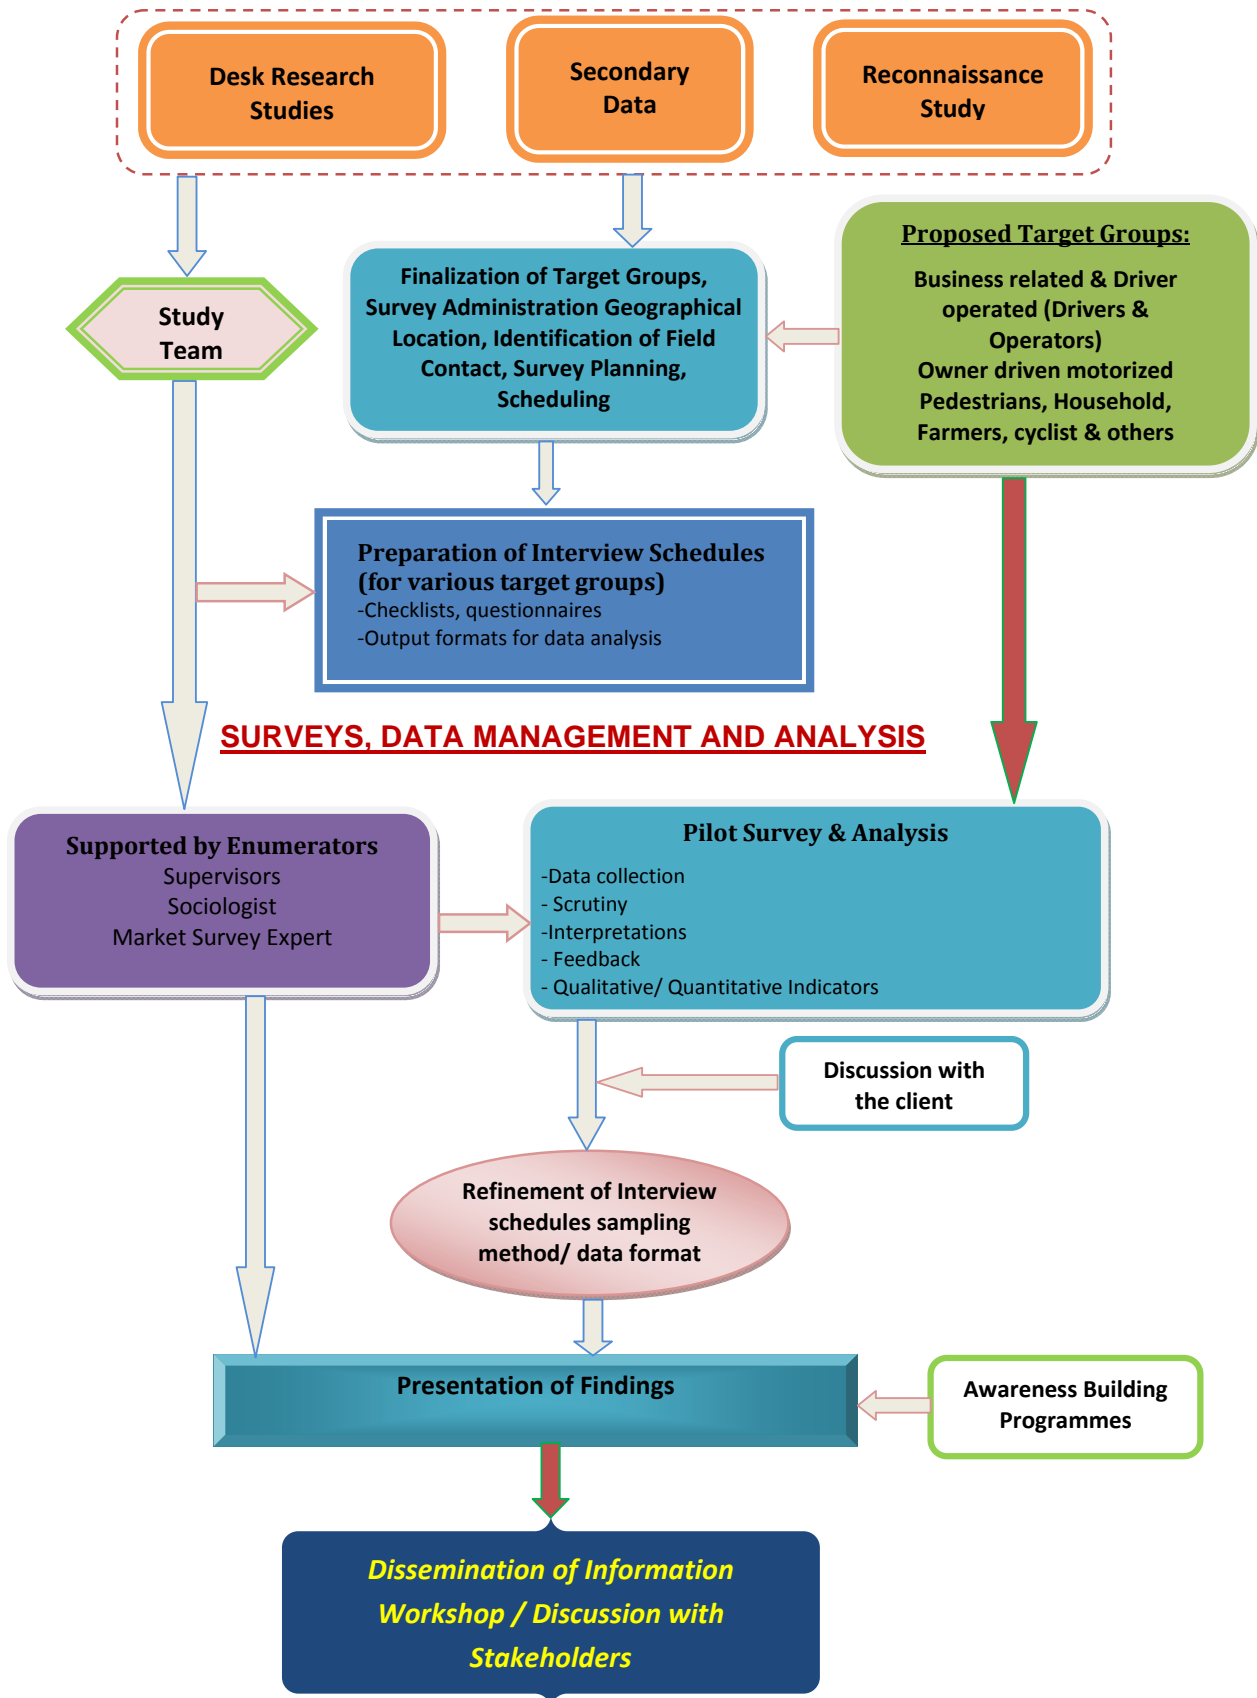 Desk Research
Studies
Secondary
Data
Reconnaissance
Study
Proposed Target Groups:
Business related & Driver
operated (Drivers &
Operators)
Owner driven motorized
Pedestrians, Household,
Farmers, cyclist & others
Finalization of Target Groups,
Survey Administration Geographical
Location, Identification of Field
Contact, Survey Planning,
Scheduling
Study
Team
Preparation of Interview Schedules
(for various target groups)
-Checklists, questionnaires
-Output formats for data analysis
SURVEYS, DATA MANAGEMENT AND ANALYSIS
Supported by Enumerators
Supervisors
Sociologist
Market Survey Expert
Pilot Survey & Analysis
-Data collection
- Scrutiny
-Interpretations
- Feedback
- Qualitative/ Quantitative Indicators
Discussion with
the client
Refinement of Interview
schedules sampling
method/ data format
Presentation of Findings
Awareness Building
Programmes
Dissemination of Information
Workshop / Discussion with
Stakeholders